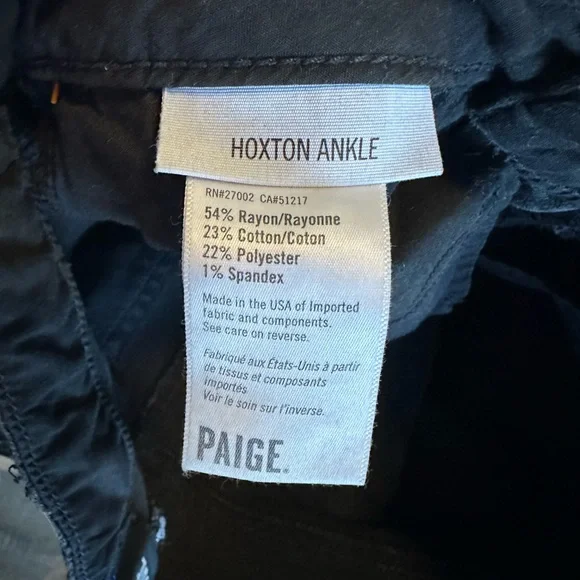 HOXTON ANKLE
RN#27002 CA#51217
54% Rayon/Rayonne
23% Cotton/Coton
22% Polyester
1% Spandex
Made in the USA of Imported
fabric and components.
See care on reverse.
Fabriqué aux États-Unis à partir
de tissus et composants
importés
Voir le soin sur l'inverse.
PAIGE.